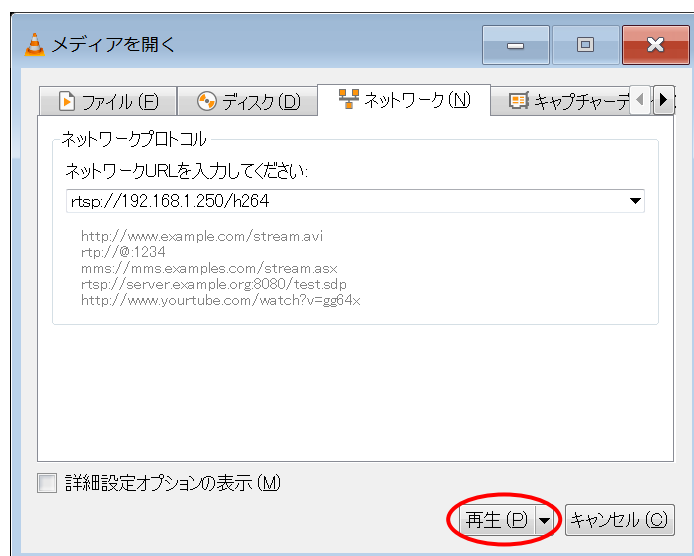 メディアを開く
ファイル(F) ディスク(D) ネットワーク(N) キャプチャーデ
ネットワークプロトコル
ネットワークURLを入力してください:
rtsp://192.168.1.250/h264
http://www.example.com/stream.avi
rtp://@:1234
mms://mms.examples.com/stream.asx
rtsp://server.example.org:8080/test.sdp
http://www.yourtube.com/watch?v=gg64x
詳細設定オプションの表示(M)
再生(P) キャンセル(C)